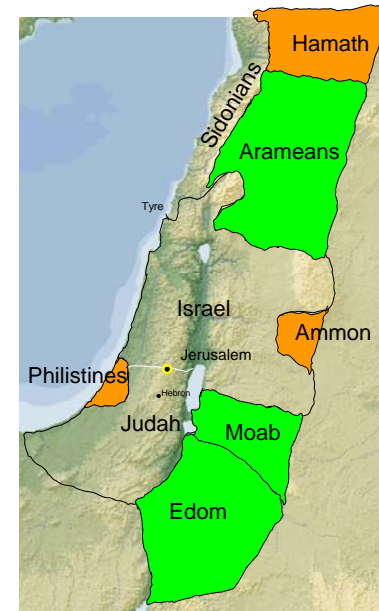 Hamath
Sidonians
Arameans
Tyre
Israel
Ammon
Jerusalem
Philistines
Hebron
Judah
Moab
Edom